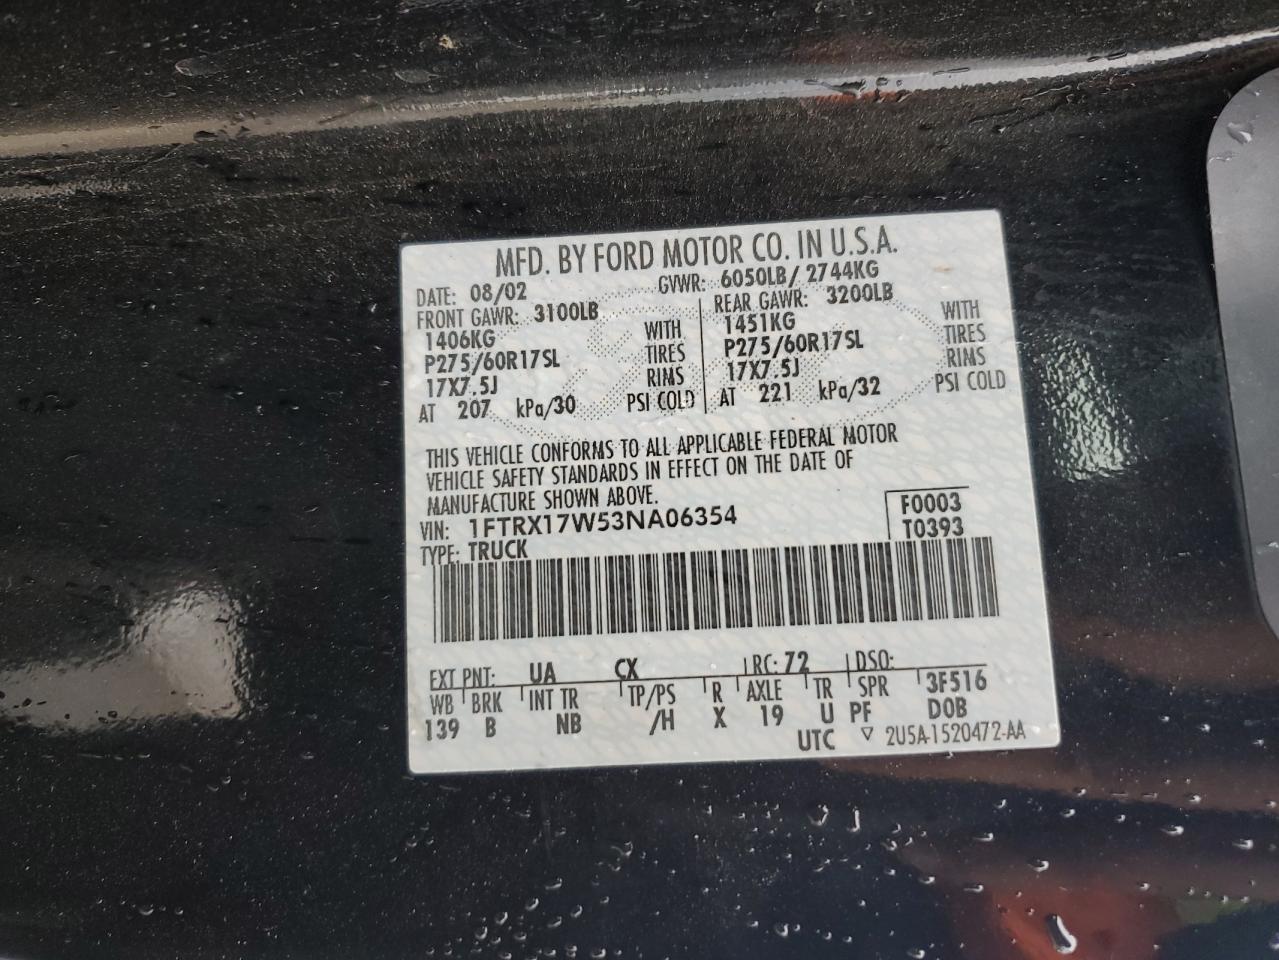 MFD. BY FORD MOTOR CO. IN U.S.A.
DATE: 08/02 GVWR: 6050LB/ 2744KG
FRONT GAWR: 3100LB REAR GAWR: 3200LB
1406KG WITH 1451KG WITH
P275/60R17SL TIRES P275/60R17SL TIRES
17X7.5J RIMS 17X7.5J RIMS
AT 207 kPa/30 PSI COLD AT 221 kPa/32 PSI COLD
THIS VEHICLE CONFORMS TO ALL APPLICABLE FEDERAL MOTOR
VEHICLE SAFETY STANDARDS IN EFFECT ON THE DATE OF
MANUFACTURE SHOWN ABOVE.
VIN: 1FTRX17W53NA06354 F0003
TYPE: TRUCK T0393
EXT PNT: UA CX RC: 72 DSO:
WB BRK INT TR TP/PS R AXLE TR SPR 3F516
139 B NB /H X 19 U PF D0B
UTC ▽ 2U5A-1520472-AA